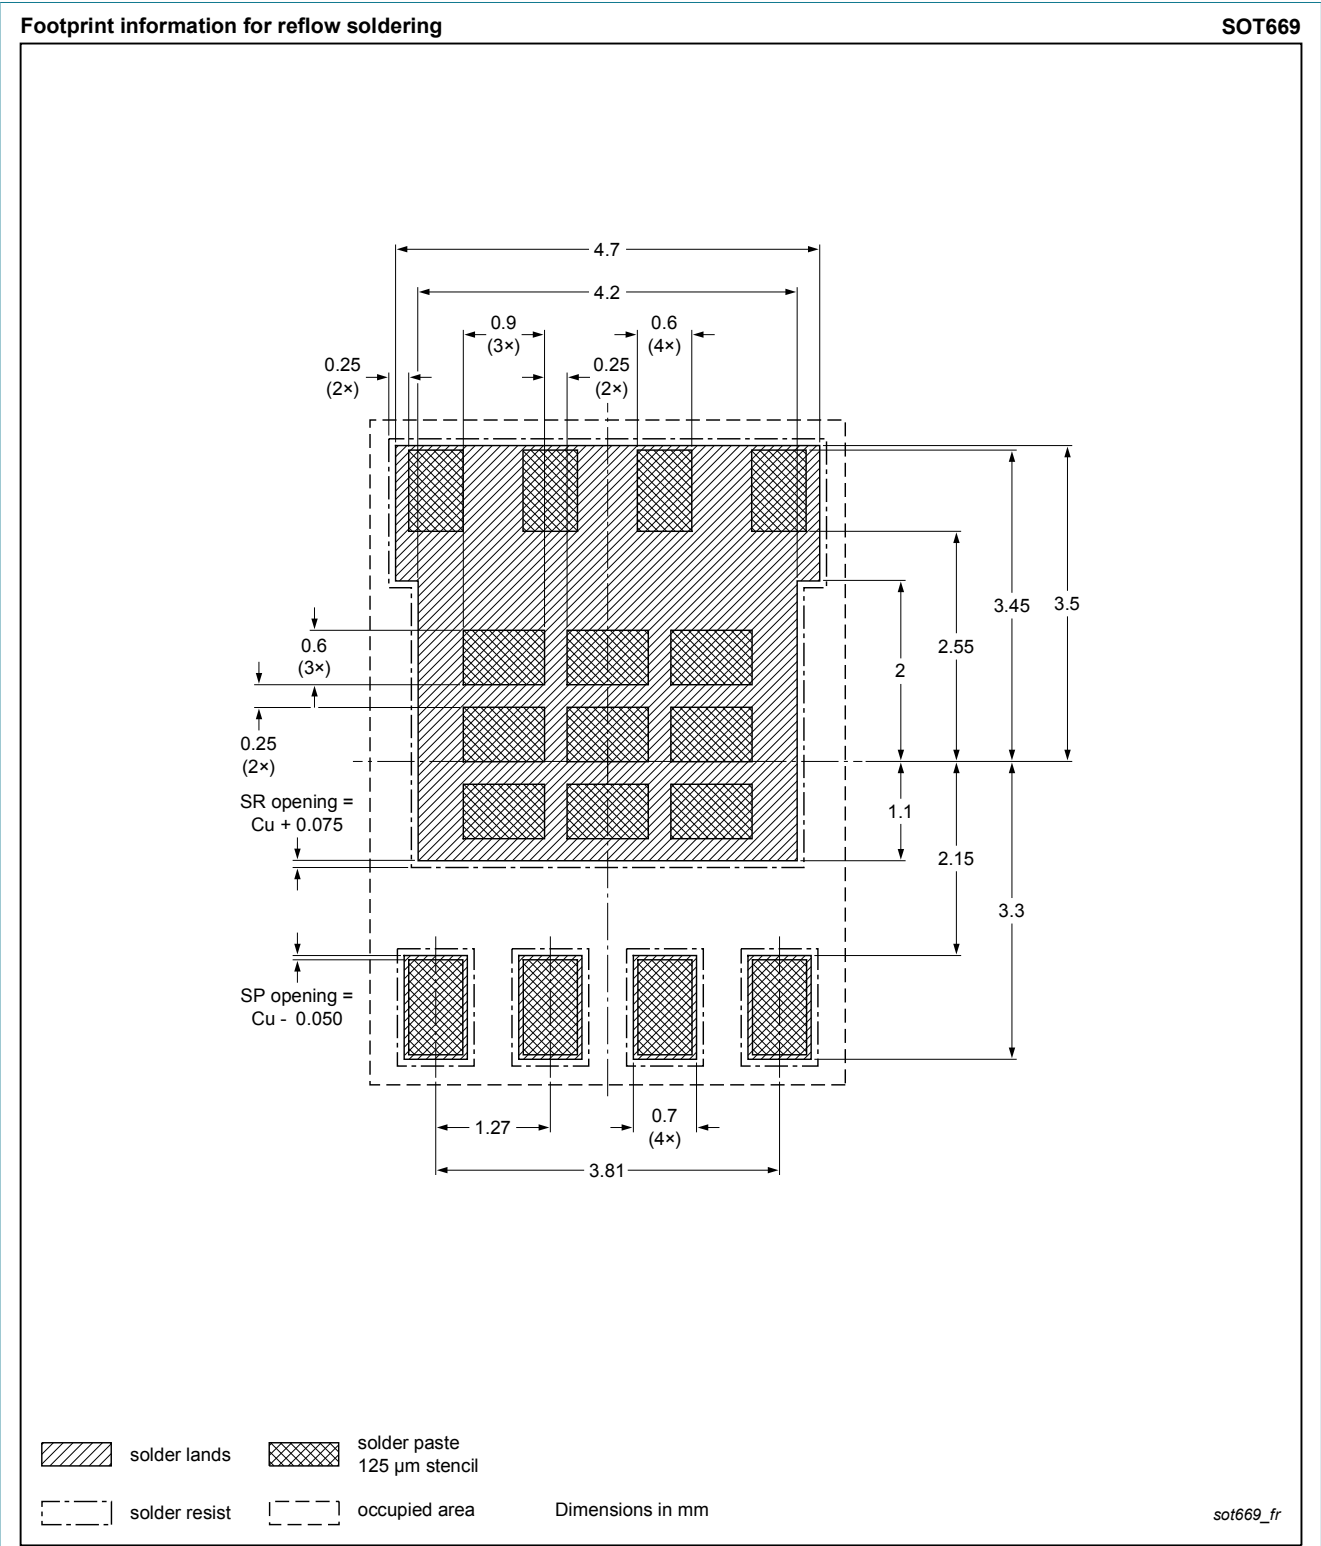 Footprint information for reflow soldering
SOT669
4.7
4.2
0.9
(3×)
0.6
(4×)
0.25
(2×)
0.25
(2×)
3.45
3.5
2.55
2
0.6
(3×)
0.25
(2×)
SR opening =
Cu + 0.075
1.1
2.15
3.3
SP opening =
Cu - 0.050
1.27
0.7
(4×)
3.81
solder lands
solder paste
125 µm stencil
solder resist
occupied area
Dimensions in mm
sot669_fr